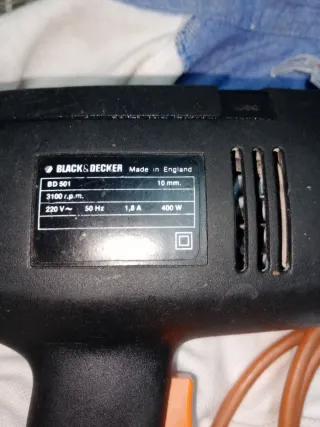 BLACK & DECKER Made in England
BD 501 10 mm.
3100 r.p.m.
220 V~ 50 Hz 1,8 A 400 W